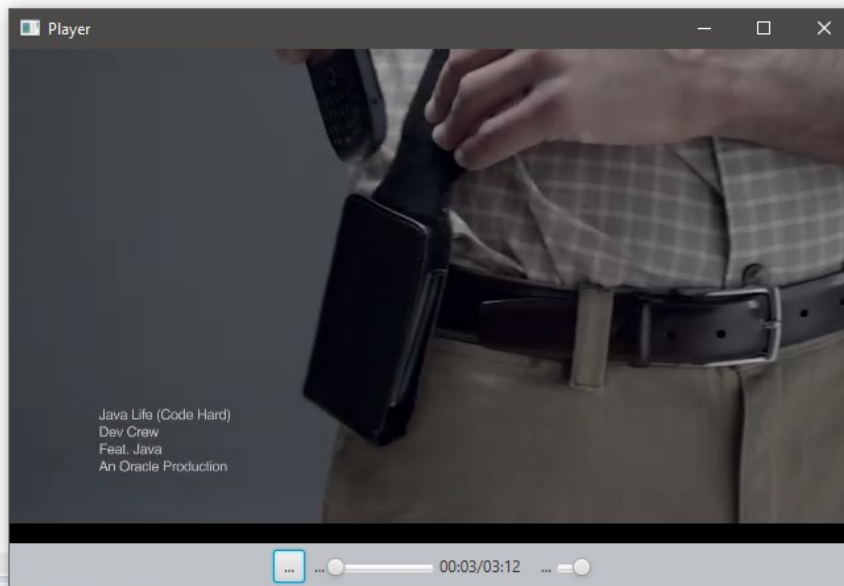 Player
Java Life (Code Hard)
Dev Crew
Feat. Java
An Oracle Production
...
...
00:03/03:12
...